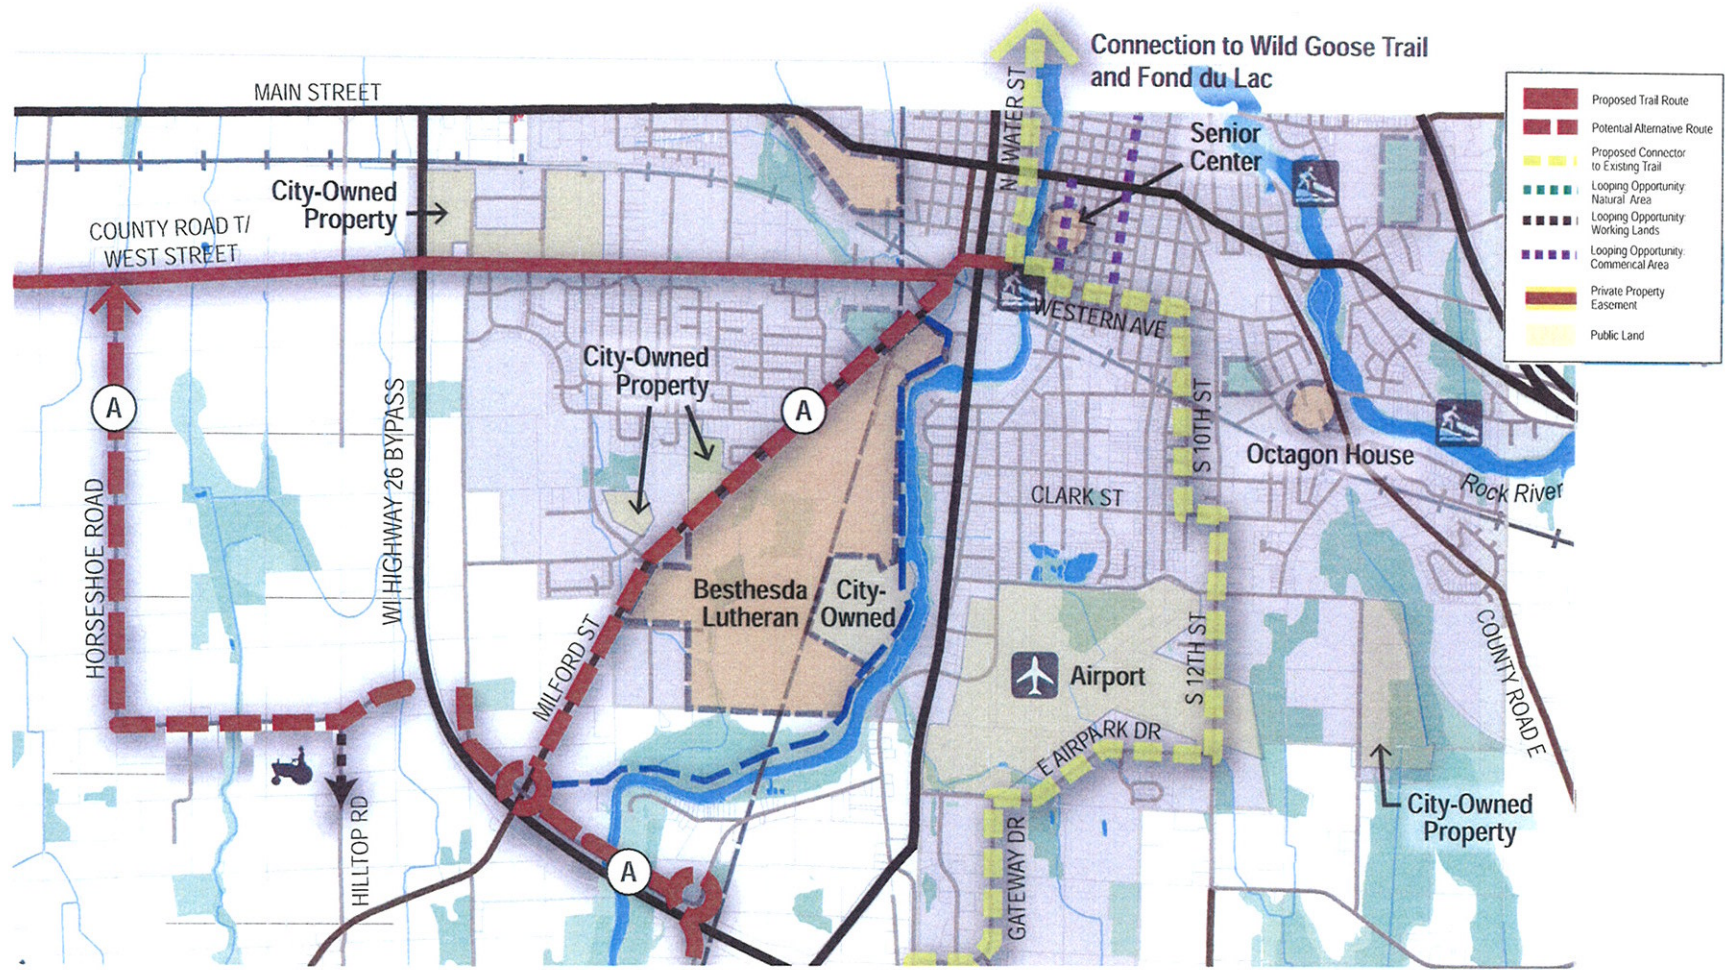 Connection to Wild Goose Trail
and Fond du Lac
MAIN STREET
N WATER ST
Senior
Center
Proposed Trail Route
Potential Alternative Route
Proposed Connector
to Existing Trail
Looping Opportunity:
Natural Area
Looping Opportunity:
Working Lands
Looping Opportunity:
Commerical Area
Private Property
Easement
Public Land
City-Owned
Property
COUNTY ROAD T/
WEST STREET
WESTERN AVE
City-Owned
Property
A
A
WI HIGHWAY 26 BYPASS
S 10TH ST
Octagon House
Rock River
CLARK ST
HORSESHOE ROAD
Besthesda
Lutheran
City-
Owned
MILFORD ST
Airport
S 12TH ST
COUNTY ROAD E
E AIRPARK DR
HILLTOP RD
City-Owned
Property
GATEWAY DR
A